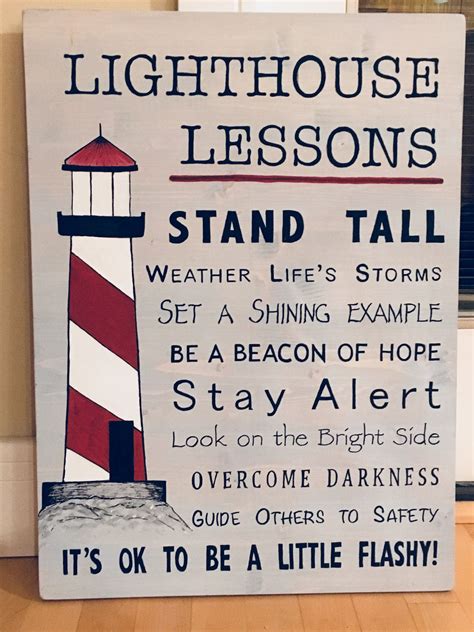 LIGHTHOUSE
LESSONS
STAND TALL
WEATHER LIFE'S STORMS
SET A SHINING EXAMPLE
BE A BEACON OF HOPE
Stay Alert
Look on the Bright Side
OVERCOME DARKNESS
GUIDE OTHERS TO SAFETY
IT'S OK TO BE A LITTLE FLASHY!